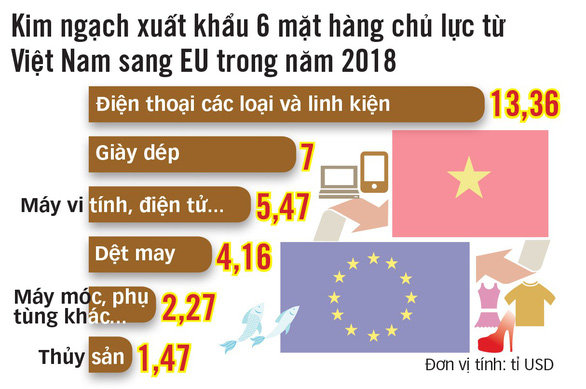 Kim ngạch xuất khẩu 6 mặt hàng chủ lực từ
Việt Nam sang EU trong năm 2018
Điện thoại các loại và linh kiện 13,36
Giày dép 7
Máy vi tính, điện tử... 5,47
Dệt may 4,16
Máy móc, phụ
tùng khác... 2,27
Thủy sản 1,47
Đơn vị tính: tỉ USD